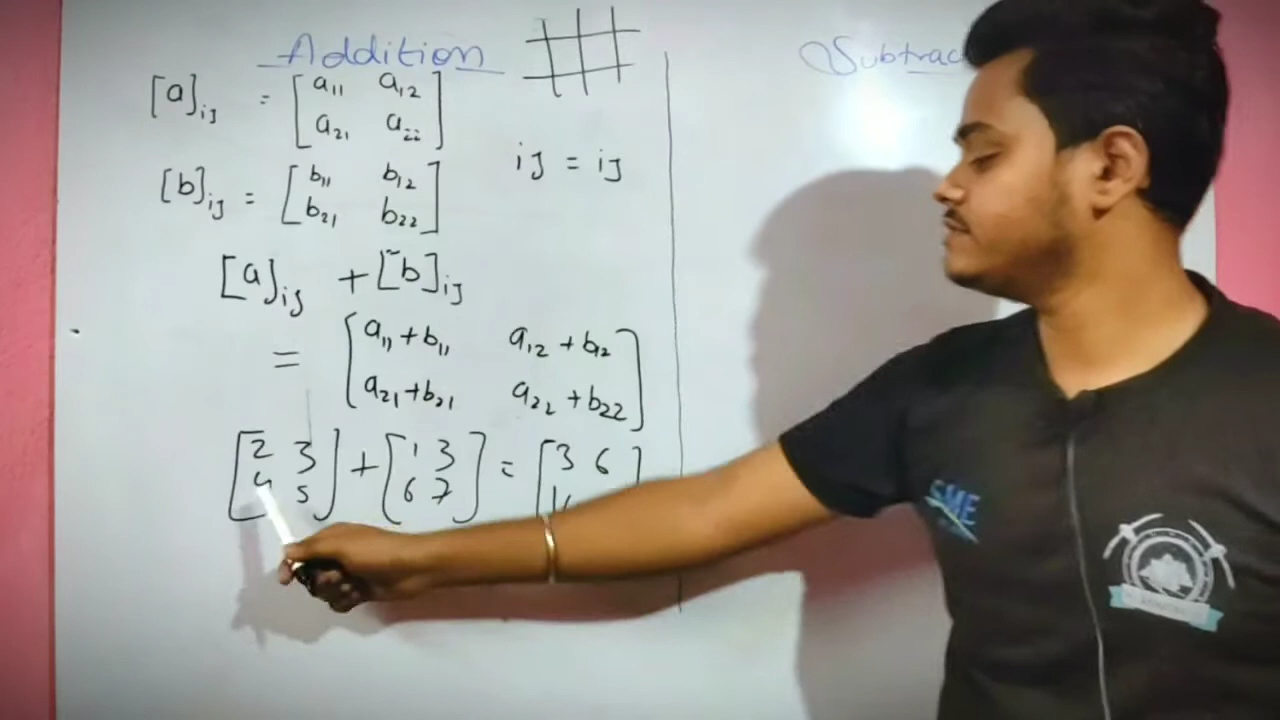 Addition
[a]ij = [a11 a12
a21 a22]
[b]ij = [b11 b12
b21 b22]
ij = ij
[a]ij + [b]ij
= [a11+b11 a12+b12
a21+b21 a22+b22]
[2 3
4 5] + [1 3
6 7] = [3 6
Subtrac
SME